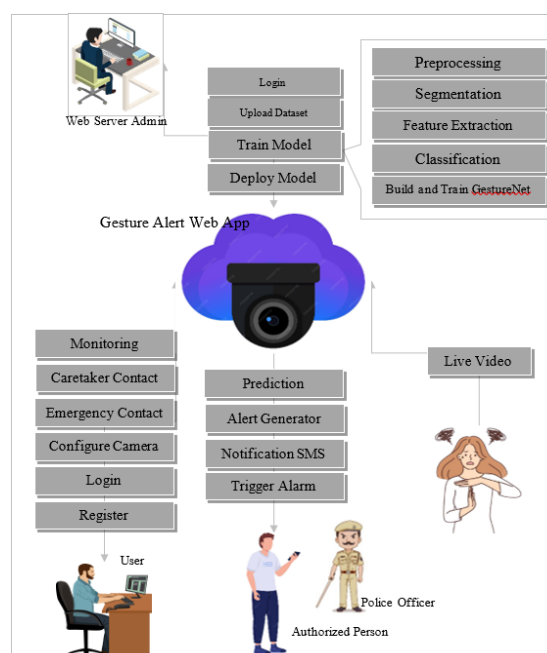 Web Server Admin
Login
Upload Dataset
Train Model
Deploy Model
Preprocessing
Segmentation
Feature Extraction
Classification
Build and Train GestureNet
Gesture Alert Web App
Monitoring
Caretaker Contact
Emergency Contact
Configure Camera
Login
Register
User
Prediction
Alert Generator
Notification SMS
Trigger Alarm
Live Video
Police Officer
Authorized Person